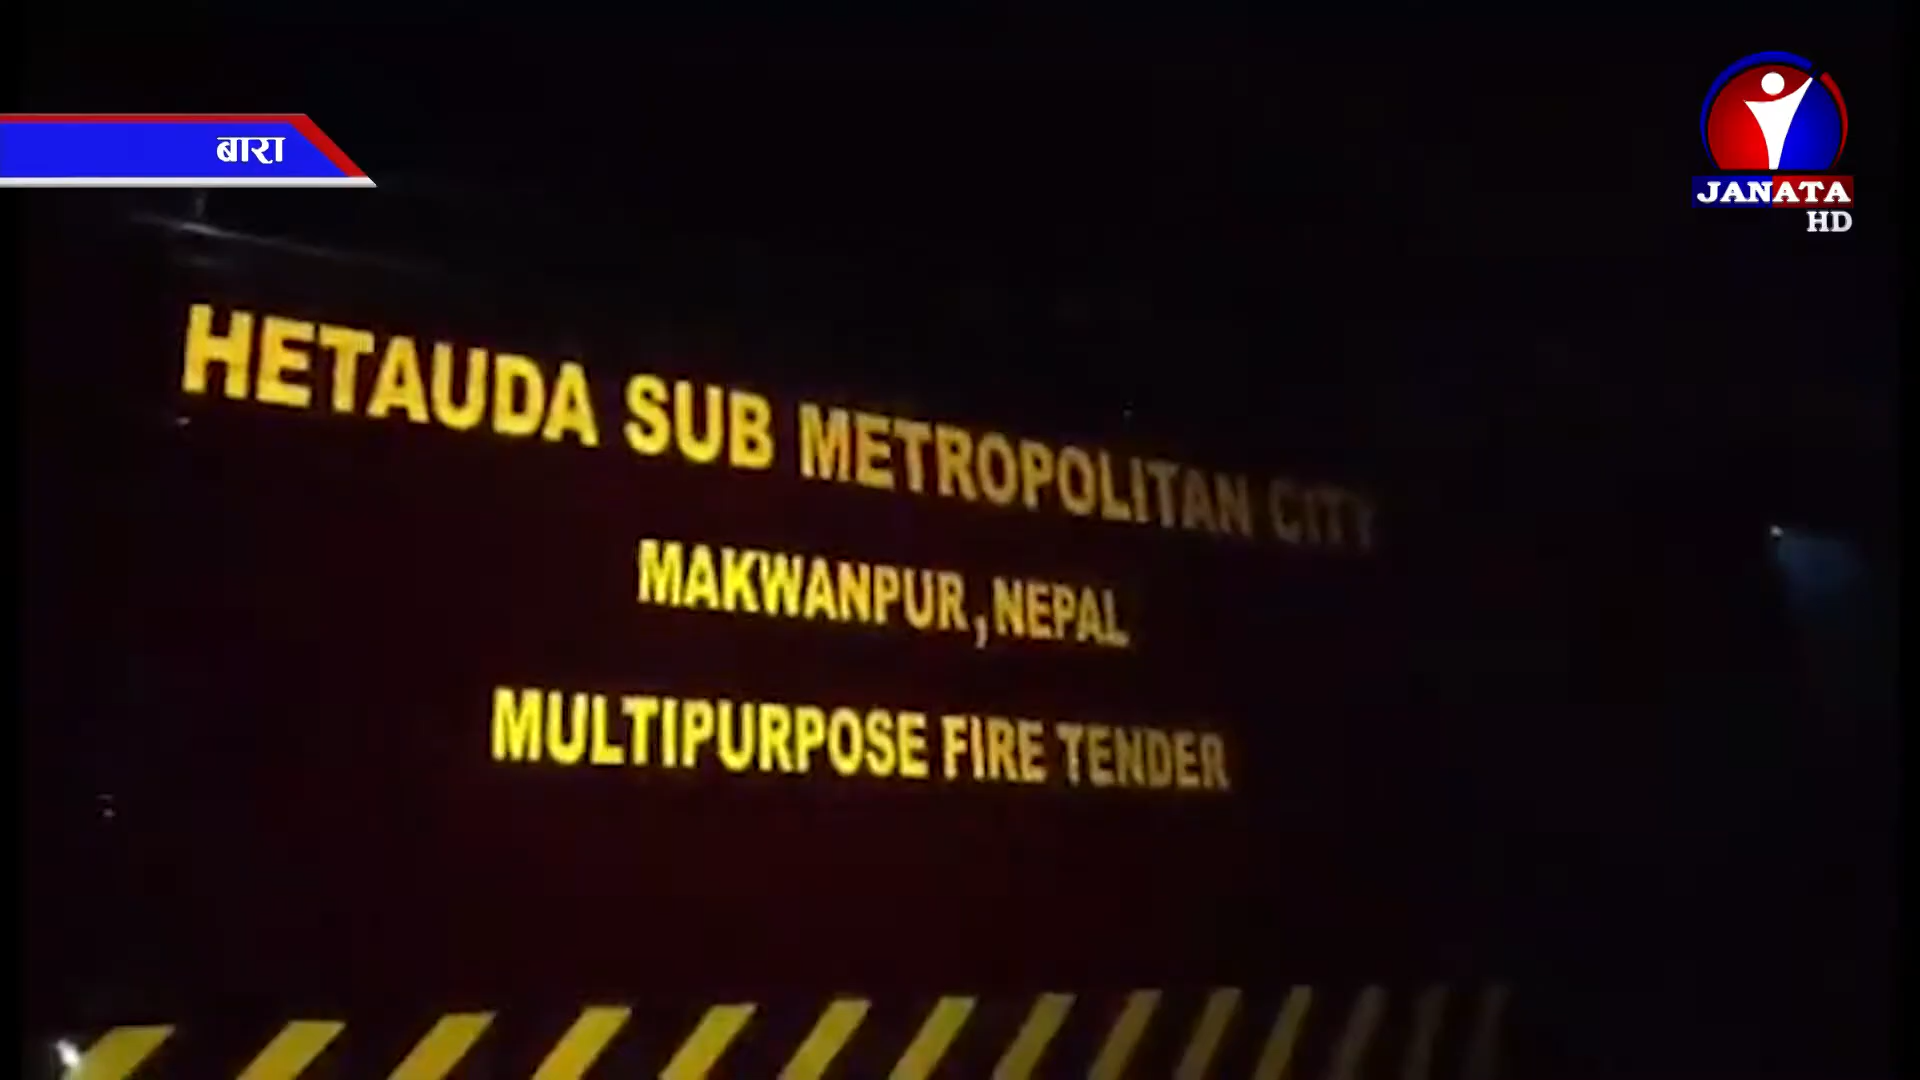 बारा
JANATA
HD
HETAUDA SUB METROPOLITAN CITY
MAKWANPUR, NEPAL
MULTIPURPOSE FIRE TENDER